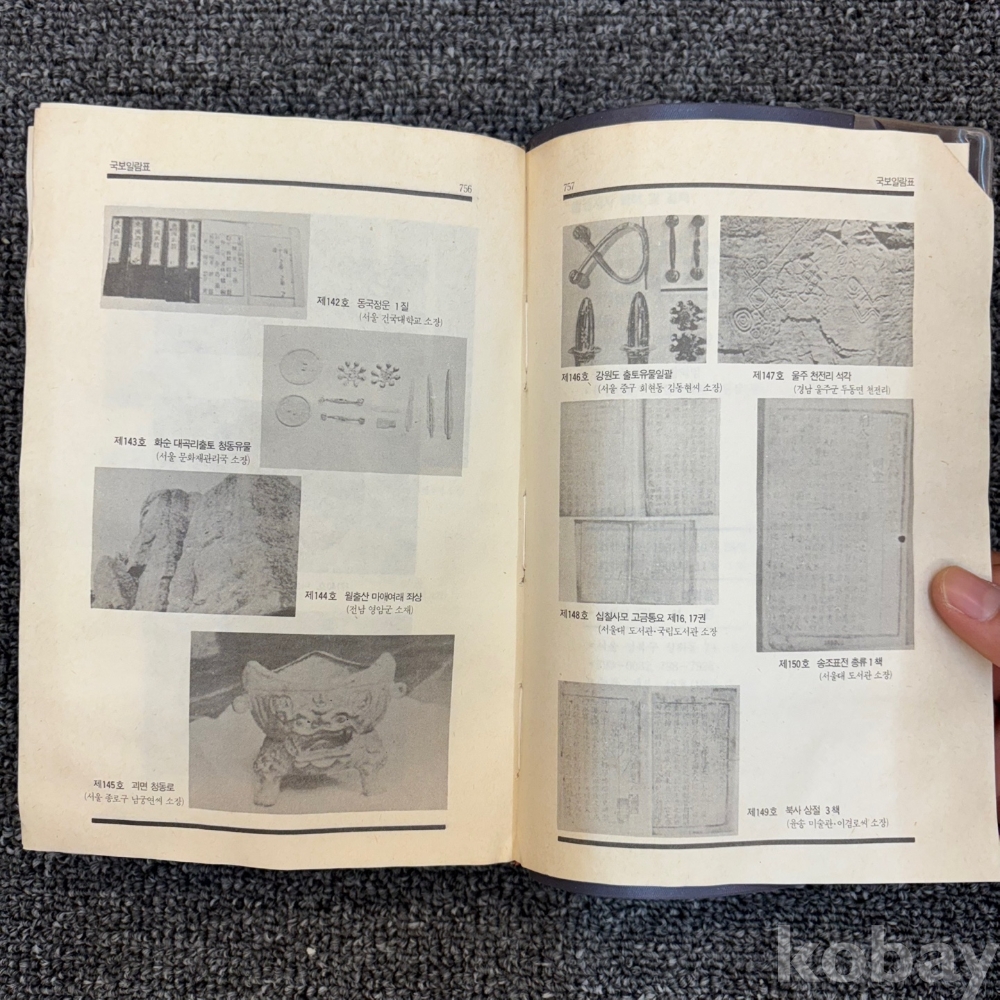 국보일람표
756
제142호 동국정운 1질
(서울 건국대학교 소장)
제143호 화순 대곡리출토 청동유물
(서울 문화재관리국 소장)
제144호 월출산 마애여래 좌상
(전남 영암군 소재)
제145호 괴면 청동로
(서울 종로구 남궁연씨 소장)
757
국보일람표
제146호 강원도 출토유물일괄
(서울 중구 회현동 김동현씨 소장)
제147호 울주 천전리 석각
(경남 울주군 두동면 천전리)
제148호 십칠사모 고금통요 제16, 17권
(서울대 도서관·국립도서관 소장
제150호 송조표전 총류 1책
(서울대 도서관 소장)
제149호 복사 상절 3책
(윤송 미술관·이겸로씨 소장)
kobay